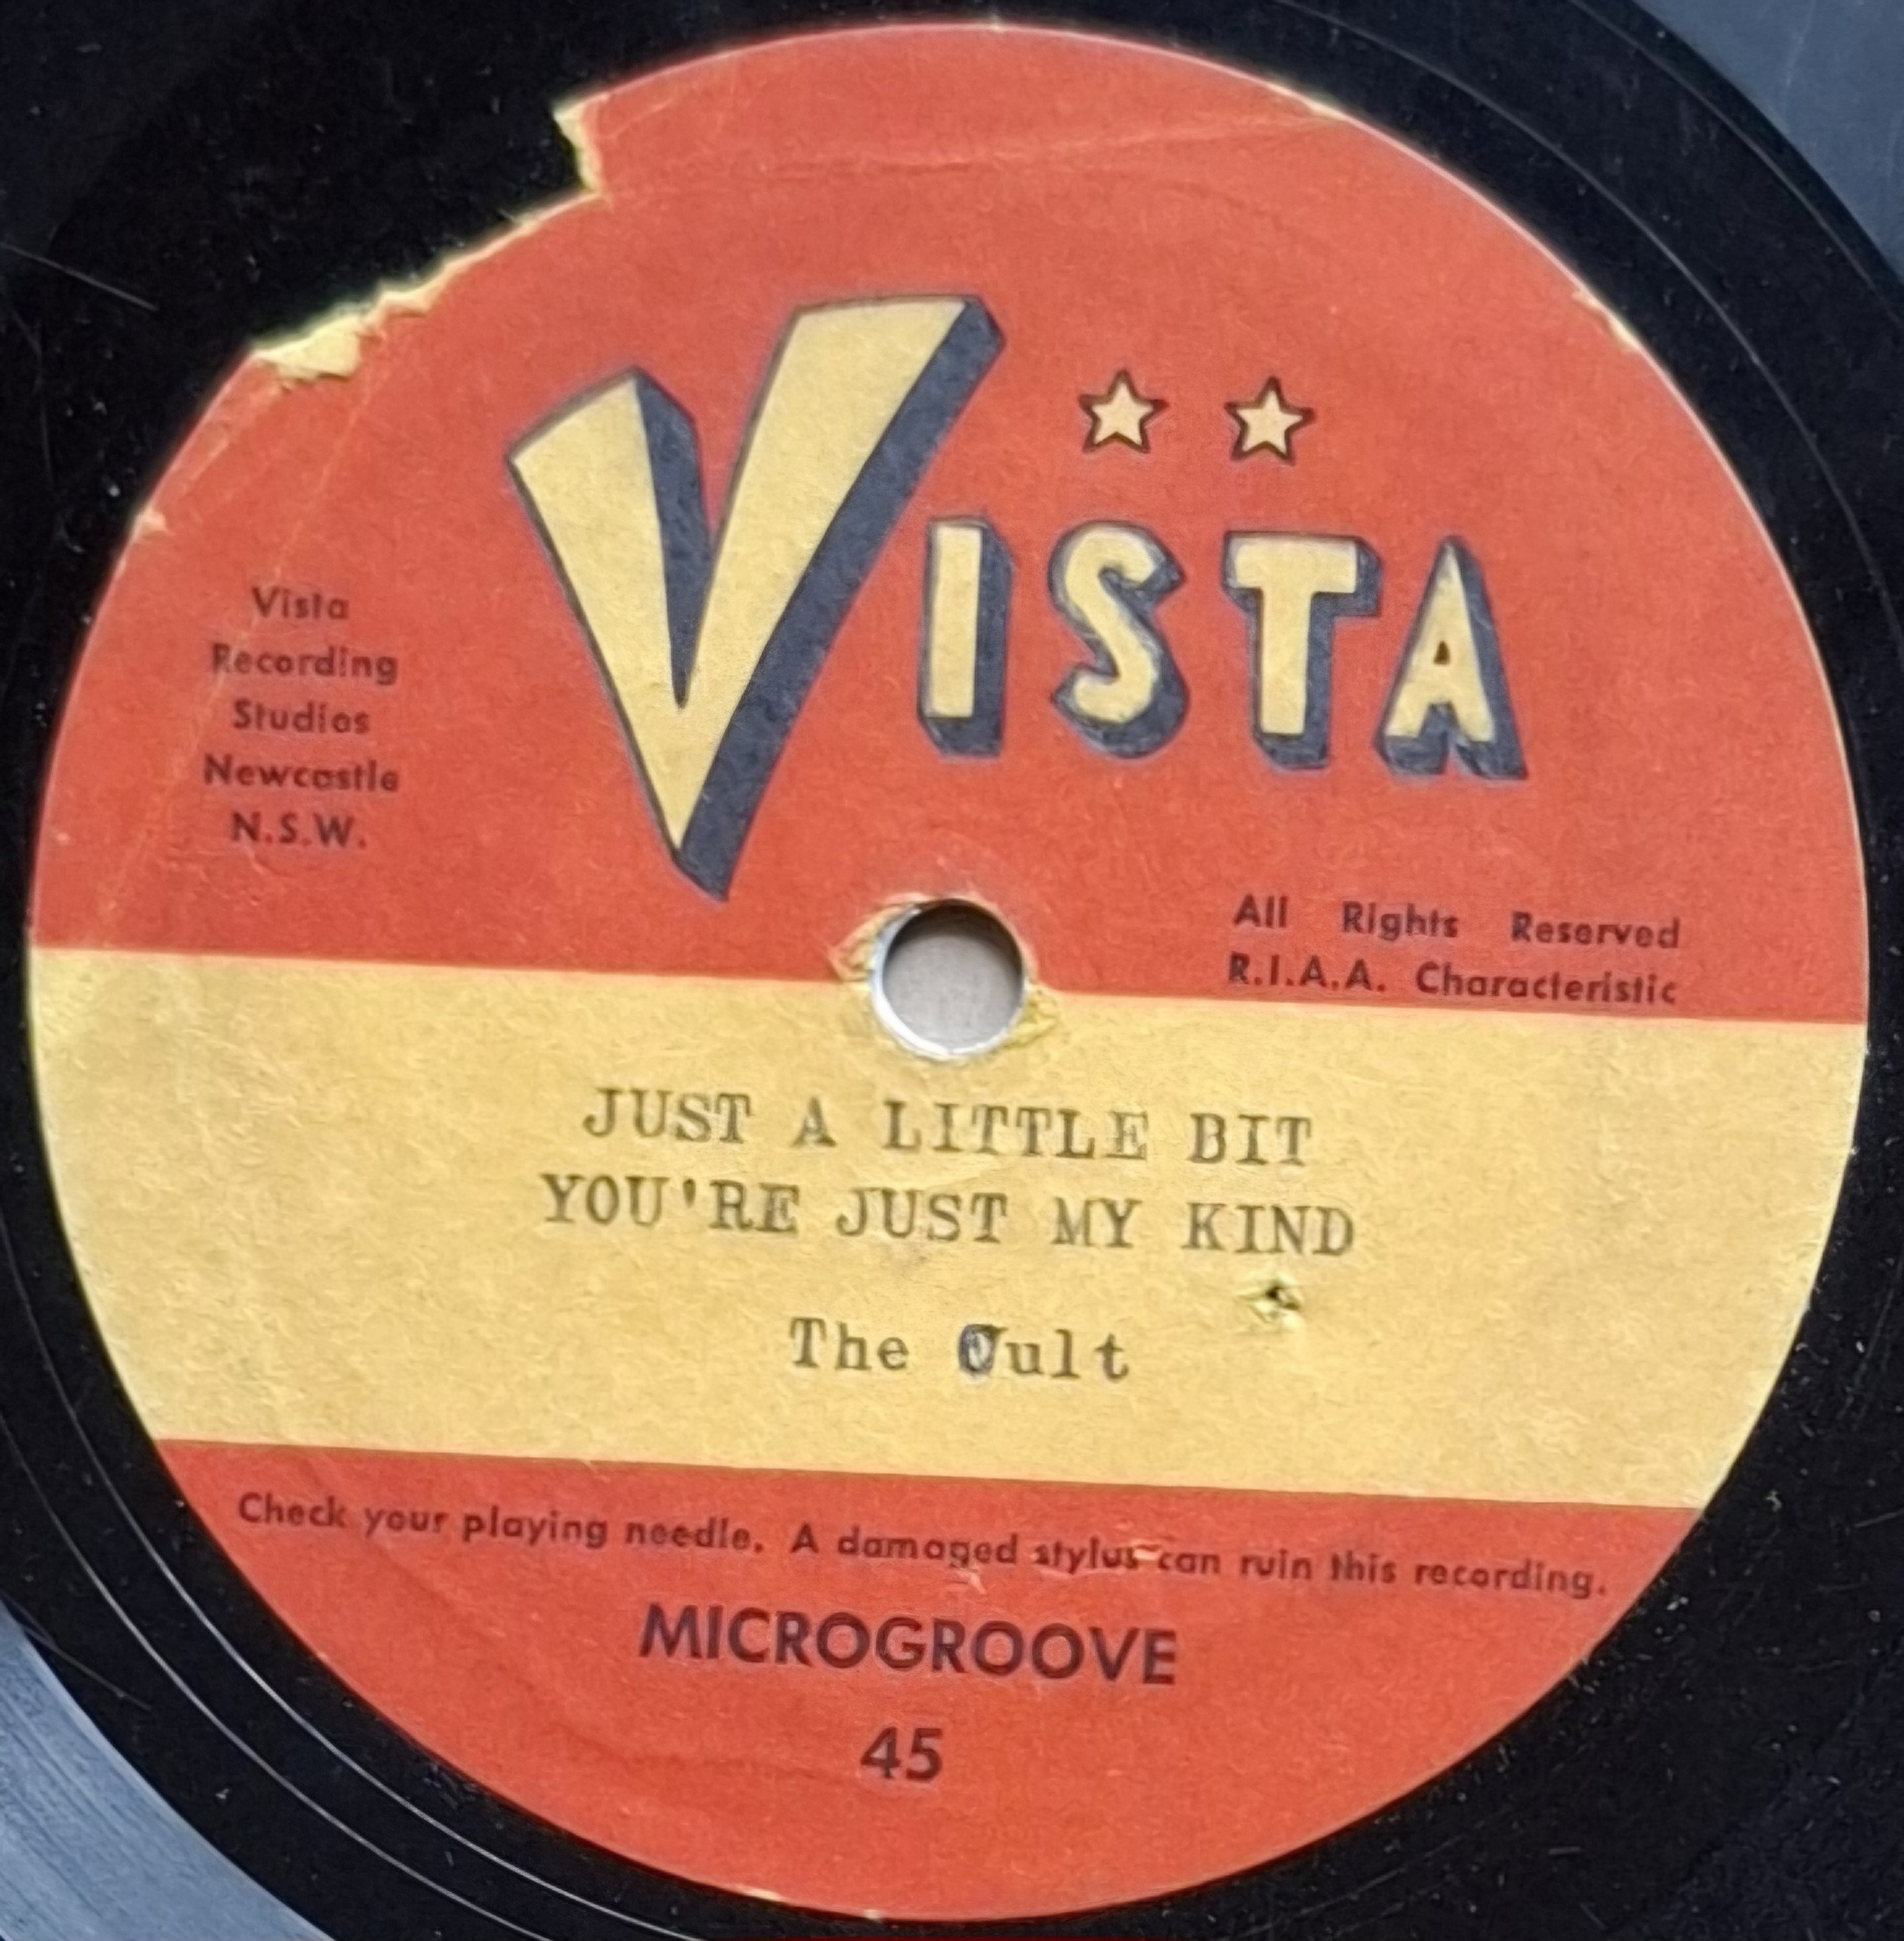 VISTA
Vista
Recording
Studios
Newcastle
N.S.W.
All Rights Reserved
R.I.A.A. Characteristic
JUST A LITTLE BIT
YOU'RE JUST MY KIND
The Cult
Check your playing needle. A damaged stylus can ruin this recording.
MICROGROOVE
45